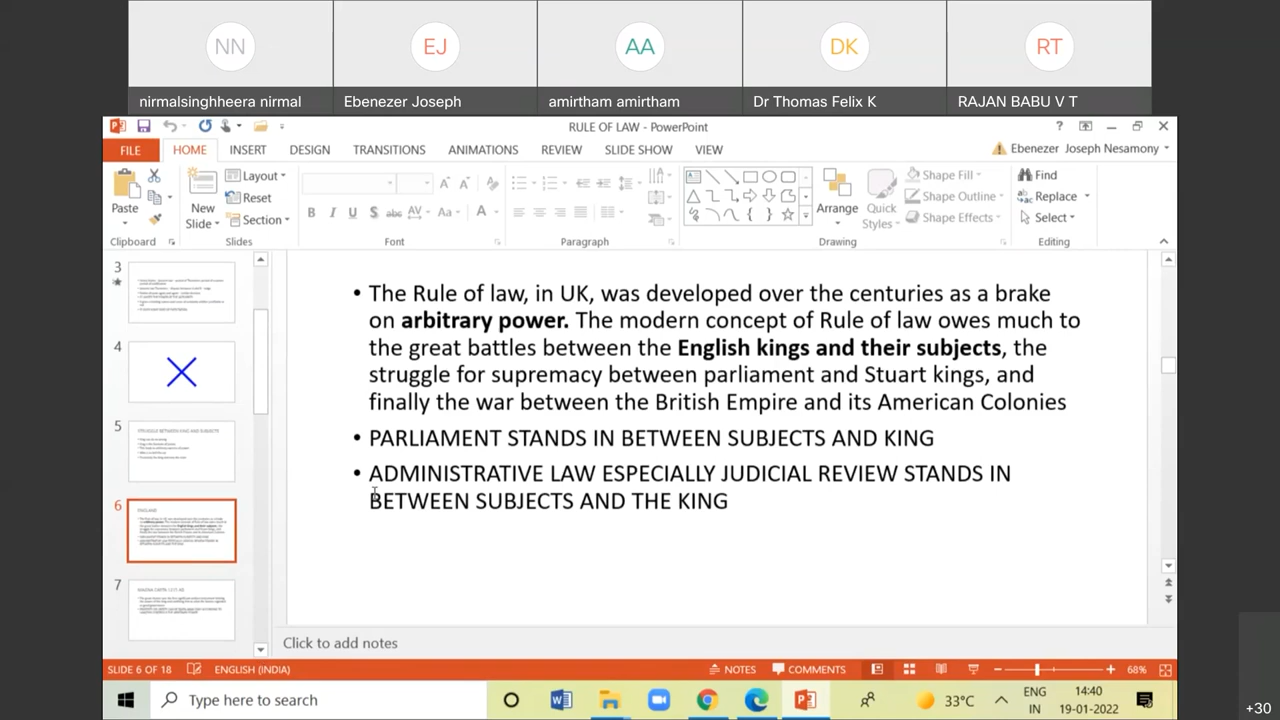 NN
EJ
AA
DK
RT
nirmalsinghheera nirmal
Ebenezer Joseph
amirtham amirtham
Dr Thomas Felix K
RAJAN BABU V T
RULE OF LAW - PowerPoint
FILE
HOME
INSERT
DESIGN
TRANSITIONS
ANIMATIONS
REVIEW
SLIDE SHOW
VIEW
Ebenezer Joseph Nesamony
Paste
New
Slide
Layout
Reset
Section
Arrange
Quick
Styles
Shape Fill
Shape Outline
Shape Effects
Find
Replace
Select
Clipboard
Slides
Font
Paragraph
Drawing
Editing
3
4
5
6
7
• The Rule of law, in UK, was developed over the centuries as a brake
on arbitrary power. The modern concept of Rule of law owes much to
the great battles between the English kings and their subjects, the
struggle for supremacy between parliament and Stuart kings, and
finally the war between the British Empire and its American Colonies
• PARLIAMENT STANDS IN BETWEEN SUBJECTS AND KING
• ADMINISTRATIVE LAW ESPECIALLY JUDICIAL REVIEW STANDS IN
BETWEEN SUBJECTS AND THE KING
Click to add notes
SLIDE 6 OF 18
ENGLISH (INDIA)
NOTES
COMMENTS
68%
Type here to search
33°C
ENG
IN
14:40
19-01-2022
+30